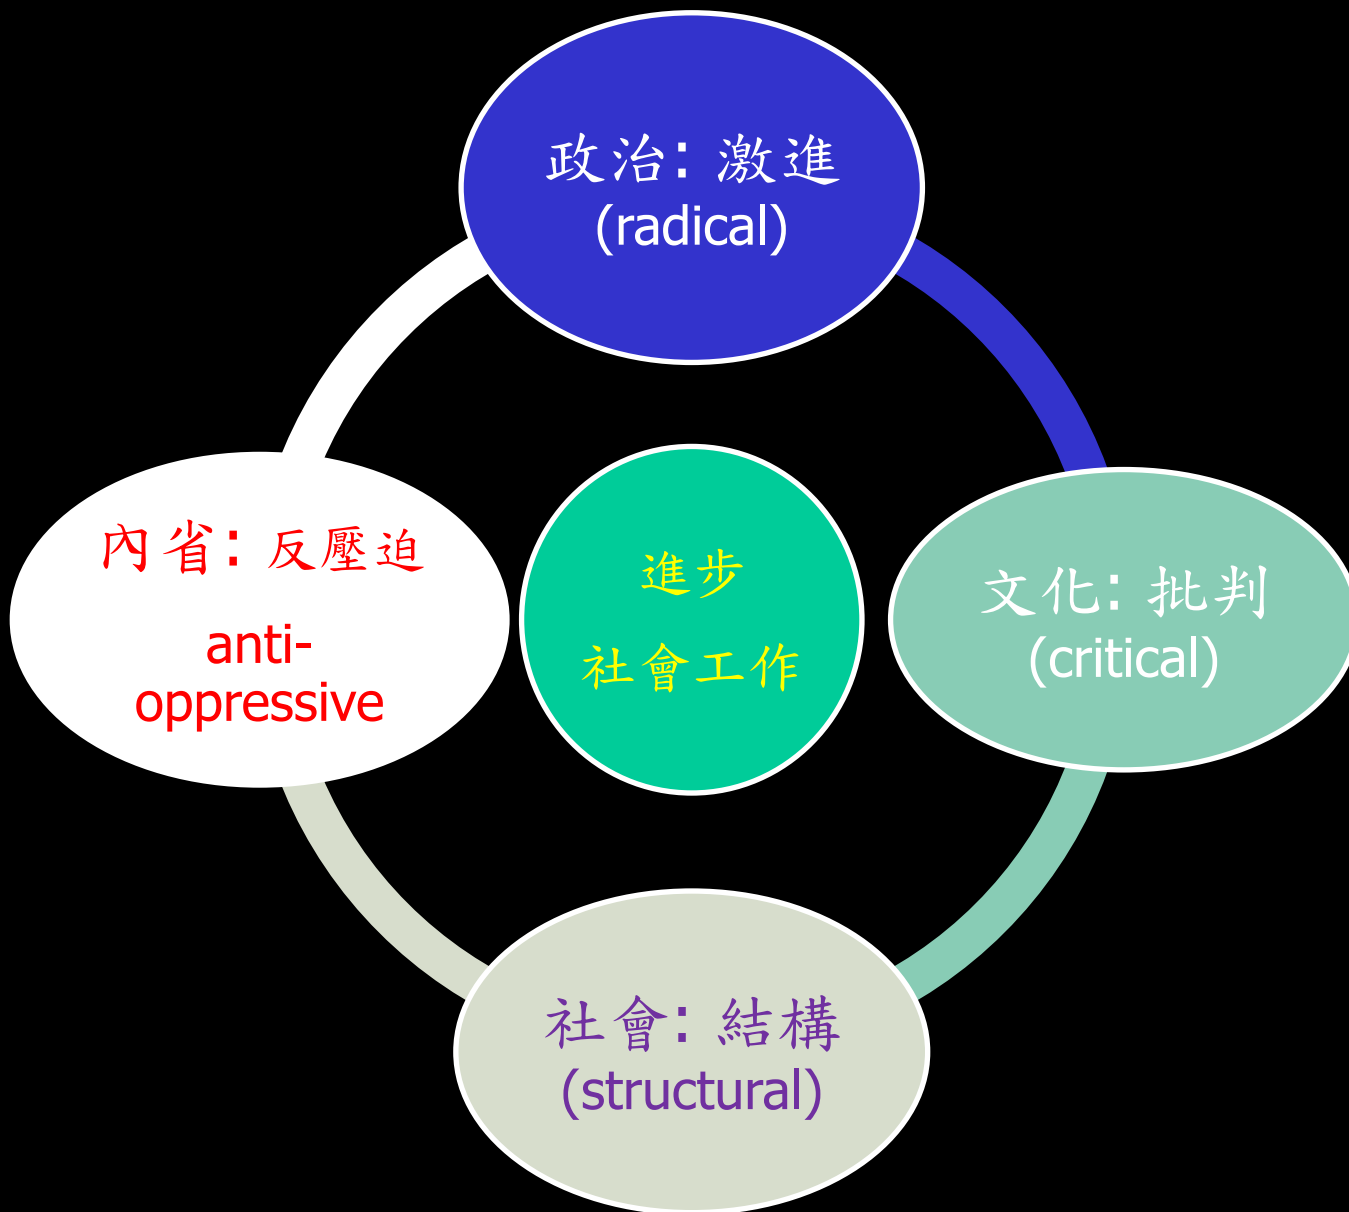 政治: 激進
(radical)
內省: 反壓迫
anti-
oppressive
進步
社會工作
文化: 批判
(critical)
社會: 結構
(structural)